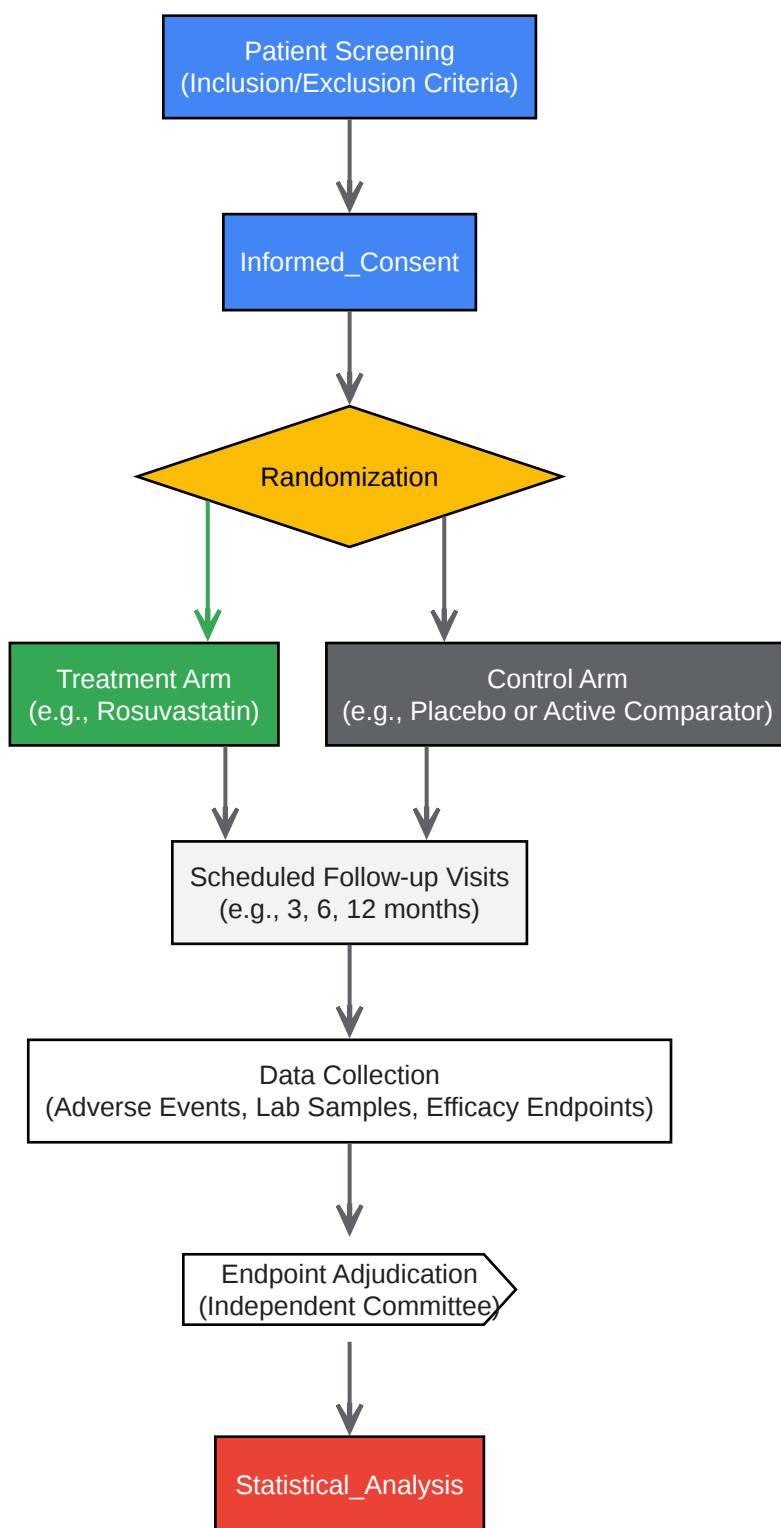 Patient Screening
(Inclusion/Exclusion Criteria)
Informed_Consent
Randomization
Treatment Arm
(e.g., Rosuvastatin)
Control Arm
(e.g., Placebo or Active Comparator)
Scheduled Follow-up Visits
(e.g., 3, 6, 12 months)
Data Collection
(Adverse Events, Lab Samples, Efficacy Endpoints)
Endpoint Adjudication
(Independent Committee)
Statistical_Analysis